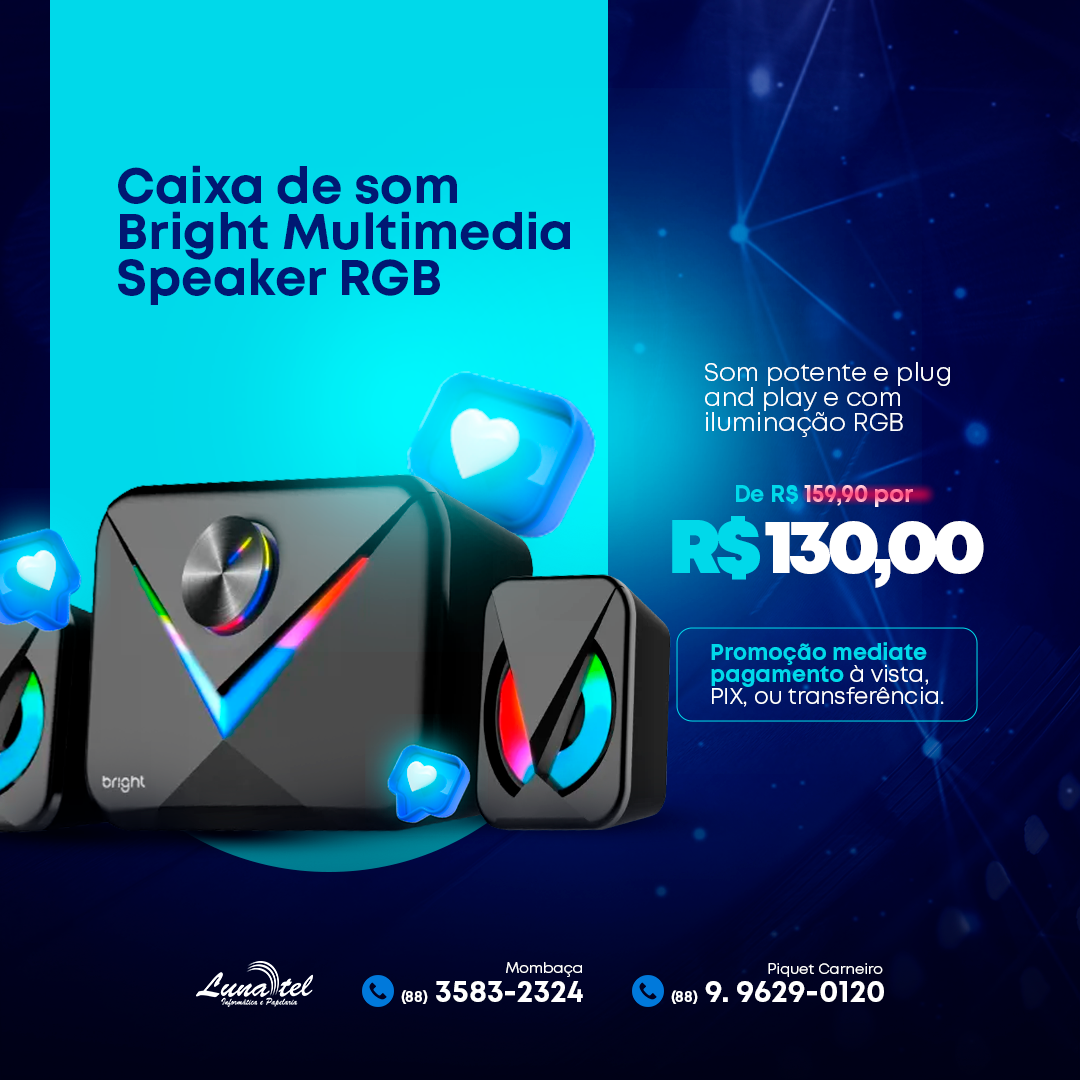 Caixa de som
Bright Multimedia
Speaker RGB
Som potente e plug
and play e com
iluminação RGB
De R$ 159,90 por
R$ 130,00
Promoção mediate
pagamento à vista,
PIX, ou transferência.
bright
Lunatel
Informática e Papelaria
Mombaça
(88) 3583-2324
Piquet Carneiro
(88) 9. 9629-0120